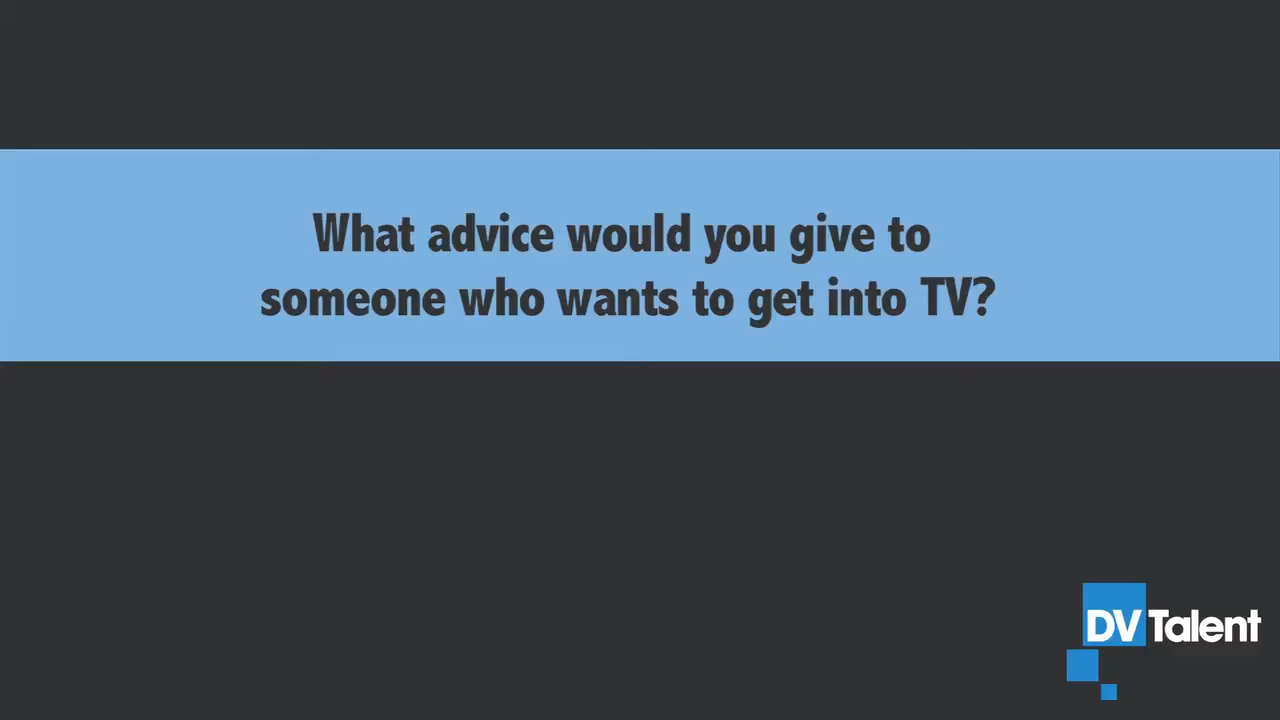 What advice would you give to
someone who wants to get into TV?
DV Talent